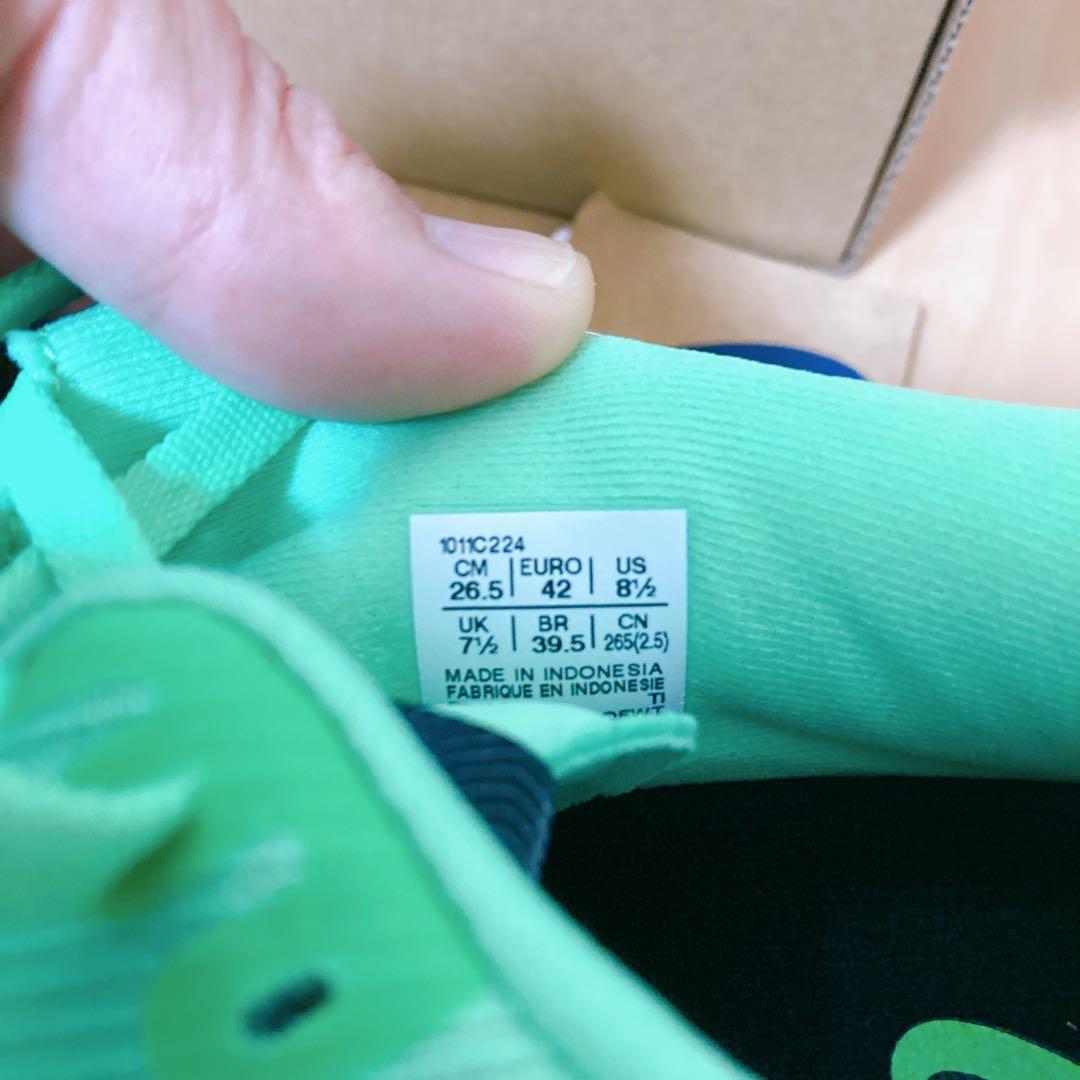 1011C224
CM | EURO | US
26.5 | 42 | 8½
UK | BR | CN
7½ | 39.5 | 265(2.5)
MADE IN INDONESIA
FABRIQUE EN INDONESIE
TI